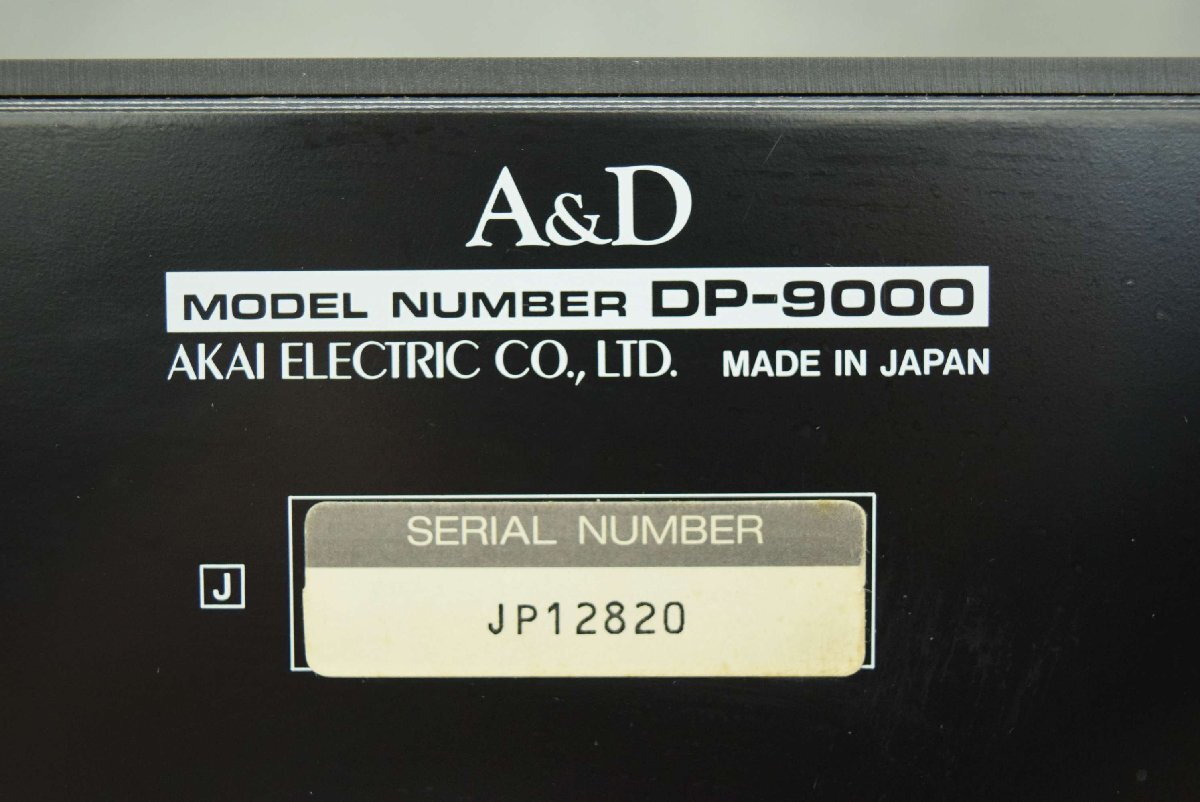 A&D
MODEL NUMBER DP-9000
AKAI ELECTRIC CO., LTD. MADE IN JAPAN
SERIAL NUMBER
J
JP12820